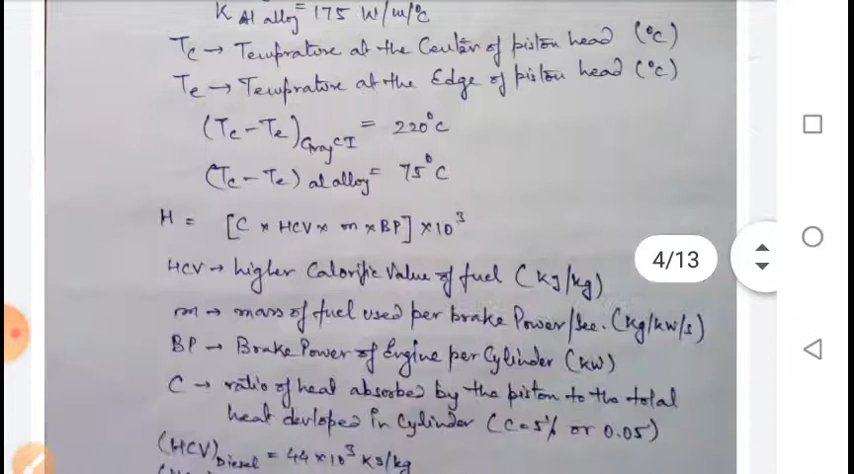 K Al alloy = 175 W/m/°C
Tc → Temprature at the Center of piston head (°C)
Te → Temprature at the Edge of piston head (°C)
(Tc - Te) Gray CI = 220°C
(Tc - Te) al alloy = 75°C
H = [C × HCV × m × BP] × 10³
4/13
HCV → higher Calorific Value of fuel (KJ/kg)
m → mass of fuel used per brake Power/Sec. (Kg/kw/s)
BP → Brake Power of Engine per Cylinder (kW)
C → ratio of heat absorbed by the piston to the total
heat devloped in Cylinder (C = 5% or 0.05)
(HCV) Diesel = 44 × 10³ KJ/kg